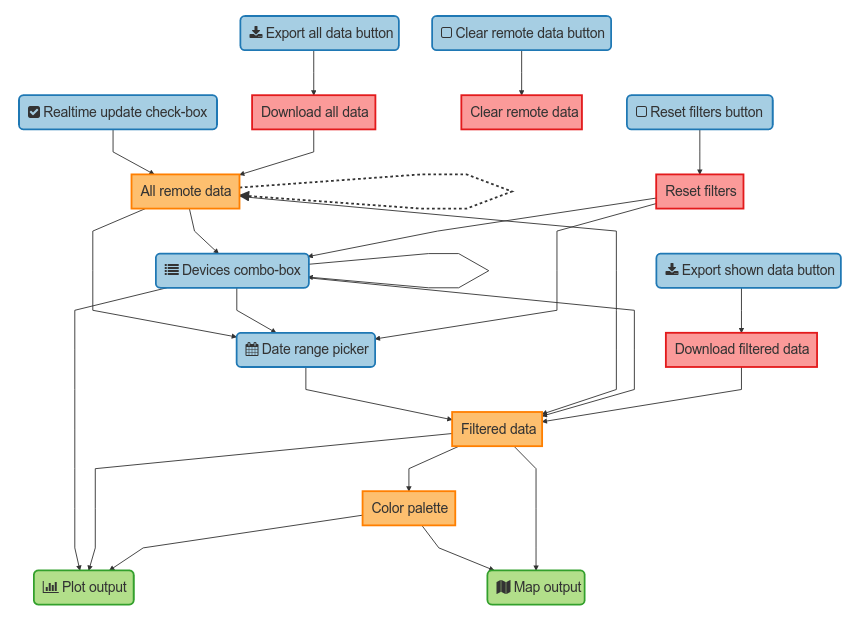 Export all data button
Clear remote data button
Realtime update check-box
Download all data
Clear remote data
Reset filters button
All remote data
Reset filters
Devices combo-box
Export shown data button
Date range picker
Download filtered data
Filtered data
Color palette
Plot output
Map output